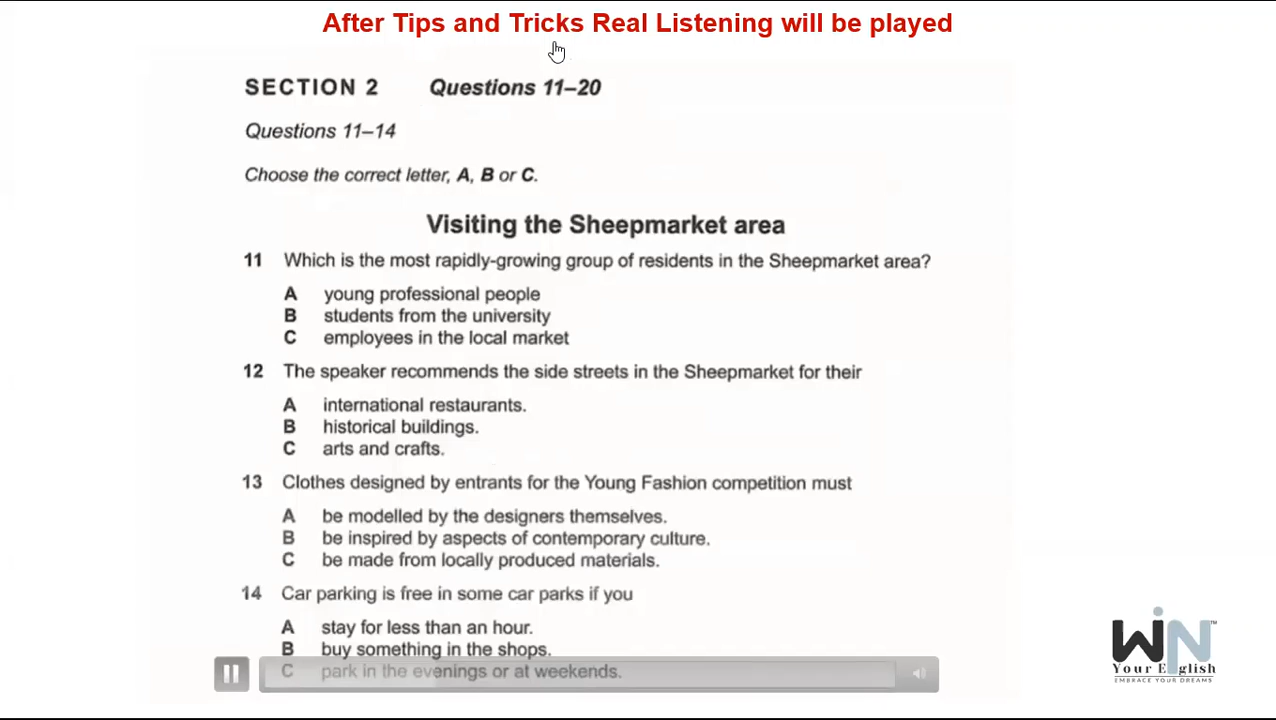 After Tips and Tricks Real Listening will be played
SECTION 2 Questions 11–20
Questions 11–14
Choose the correct letter, A, B or C.
Visiting the Sheepmarket area
11 Which is the most rapidly-growing group of residents in the Sheepmarket area?
A young professional people
B students from the university
C employees in the local market
12 The speaker recommends the side streets in the Sheepmarket for their
A international restaurants.
B historical buildings.
C arts and crafts.
13 Clothes designed by entrants for the Young Fashion competition must
A be modelled by the designers themselves.
B be inspired by aspects of contemporary culture.
C be made from locally produced materials.
14 Car parking is free in some car parks if you
A stay for less than an hour.
B buy something in the shops.
C park in the evenings or at weekends.
WiN™
Your English
EMBRACE YOUR DREAMS